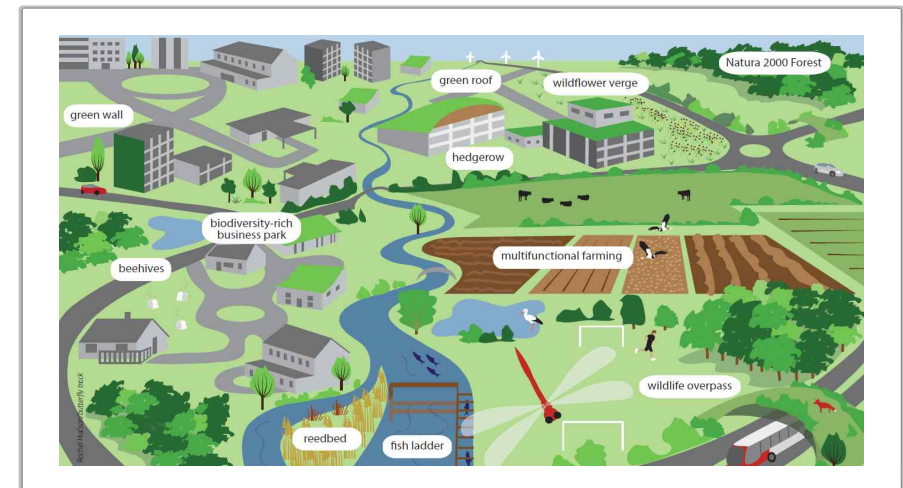 Natura 2000 Forest
green roof
wildflower verge
green wall
hedgerow
biodiversity-rich
business park
multifunctional farming
beehives
wildlife overpass
reedbed
fish ladder